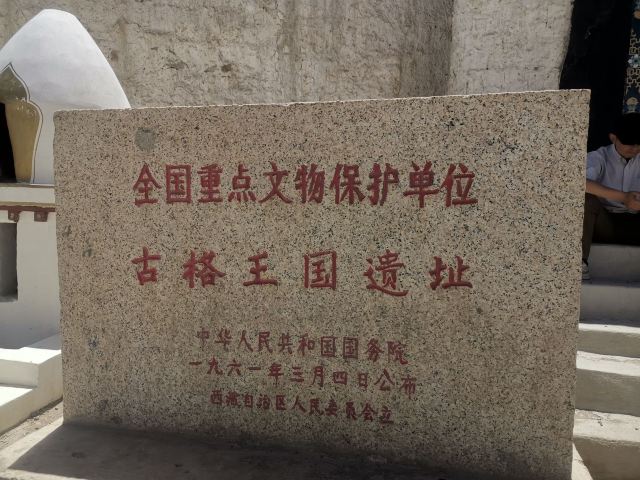 全国重点文物保护单位
古格王国遗址
中华人民共和国国务院
一九六一年三月四日公布
西藏自治区人民委员会立